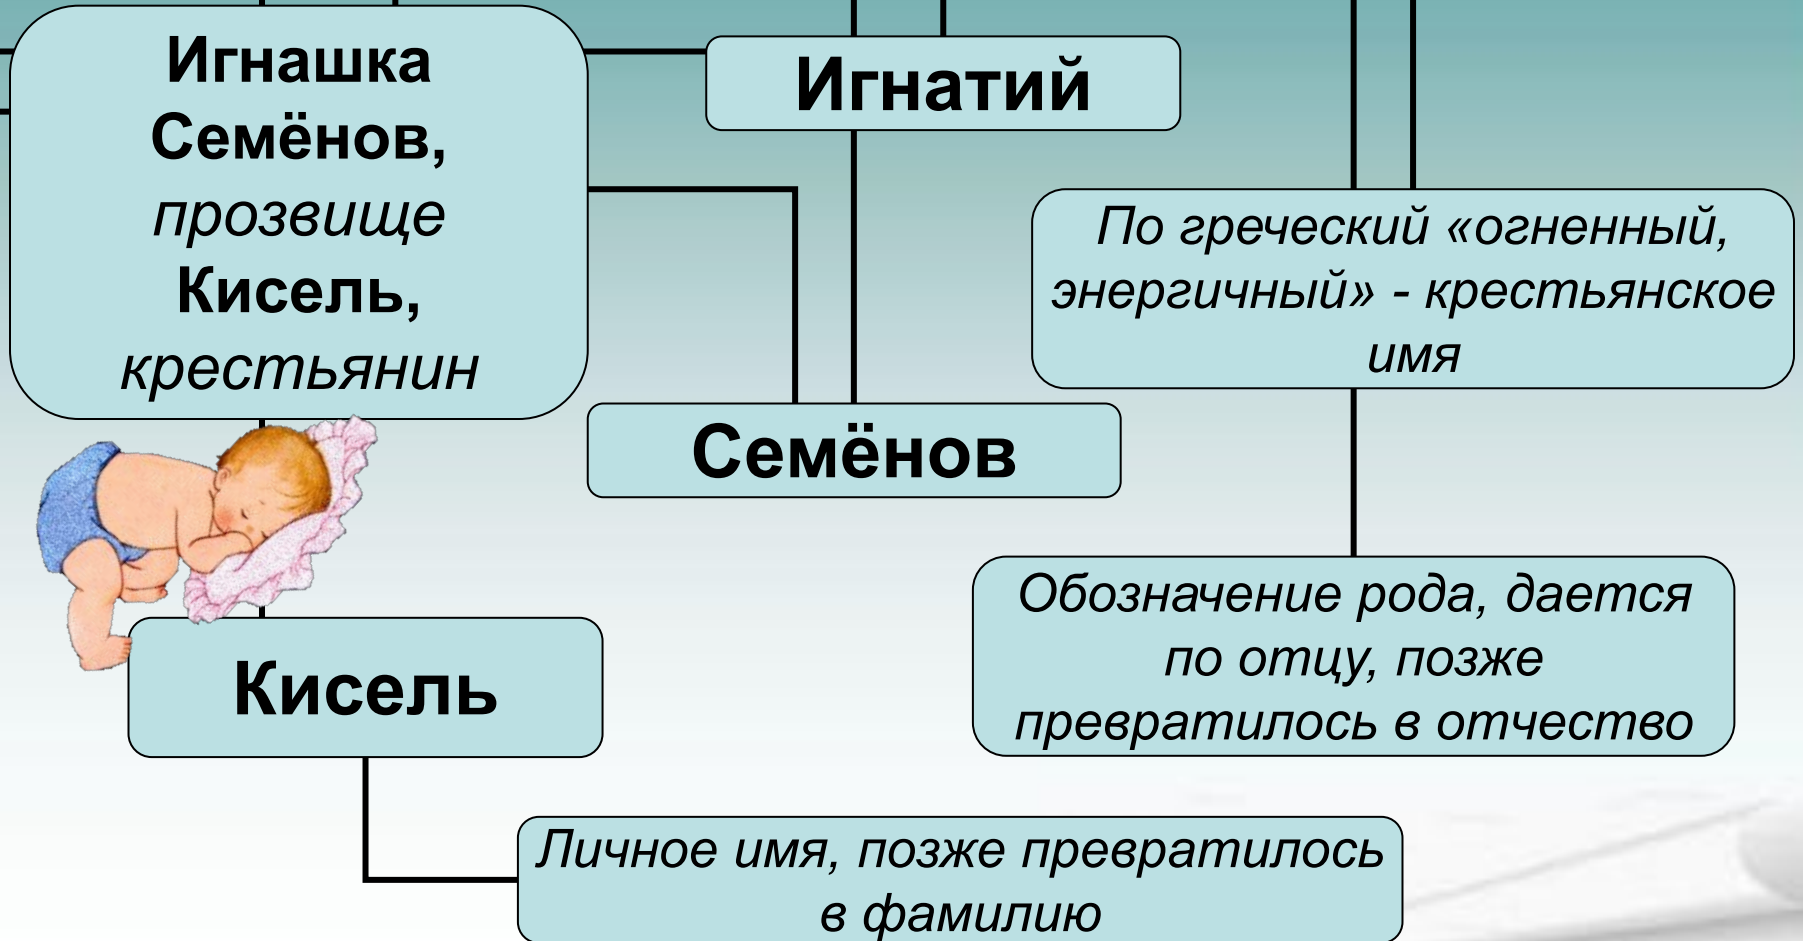 Игнашка
Семёнов,
прозвище
Кисель,
крестьянин
Игнатий
По греческий «огненный,
энергичный» - крестьянское
имя
Семёнов
Обозначение рода, дается
по отцу, позже
превратилось в отчество
Кисель
Личное имя, позже превратилось
в фамилию